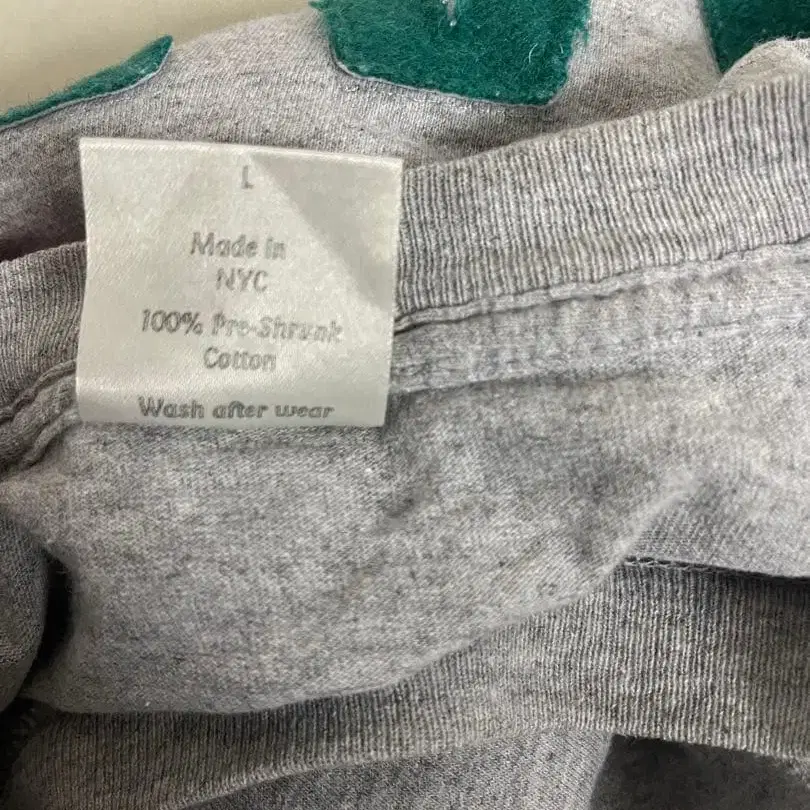 L
Made in
NYC
100% Pre-Shrunk
Cotton
Wash after wear